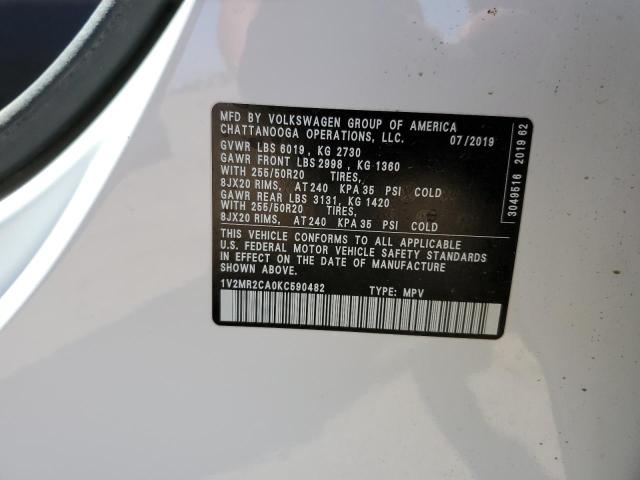 MFD BY VOLKSWAGEN GROUP OF AMERICA
CHATTANOOGA OPERATIONS, LLC. 07/2019
GVWR LBS 6019, KG 2730
GAWR FRONT LBS 2998, KG 1360
WITH 255/50R20 TIRES,
8JX20 RIMS, AT 240 KPA 35 PSI COLD
GAWR REAR LBS 3131, KG 1420
WITH 255/50R20 TIRES,
8JX20 RIMS, AT 240 KPA 35 PSI COLD
THIS VEHICLE CONFORMS TO ALL APPLICABLE
U.S. FEDERAL MOTOR VEHICLE SAFETY STANDARDS
IN EFFECT ON THE DATE OF MANUFACTURE
SHOWN ABOVE.
1V2MR2CA0KC590482 TYPE: MPV
3049516 2019 62